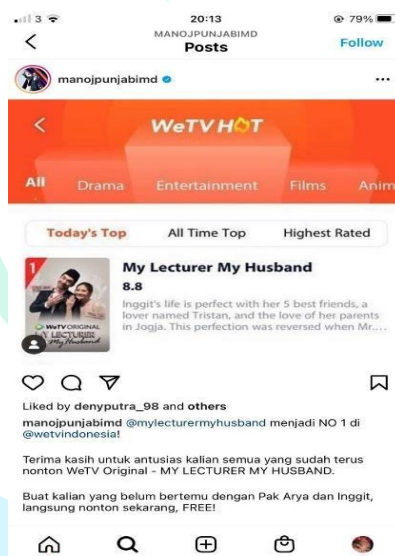 3
20:13
79%
MANOJPUNJABIMD
Posts
Follow
manojpunjabimd
WeTV HOT
All Drama Entertainment Films Anim
Today's Top All Time Top Highest Rated
1
My Lecturer My Husband
8.8
Inggit's life is perfect with her 5 best friends, a
lover named Tristan, and the love of her parents
in Jogja. This perfection was reversed when Mr....
WeTV ORIGINAL
MY LECTURER
My Husband
Liked by denyputra_98 and others
manojpunjabimd @mylecturermyhusband menjadi NO 1 di
@wetvindonesia!
Terima kasih untuk antusias kalian semua yang sudah terus
nonton WeTV Original - MY LECTURER MY HUSBAND.
Buat kalian yang belum bertemu dengan Pak Arya dan Inggit,
langsung nonton sekarang, FREE!